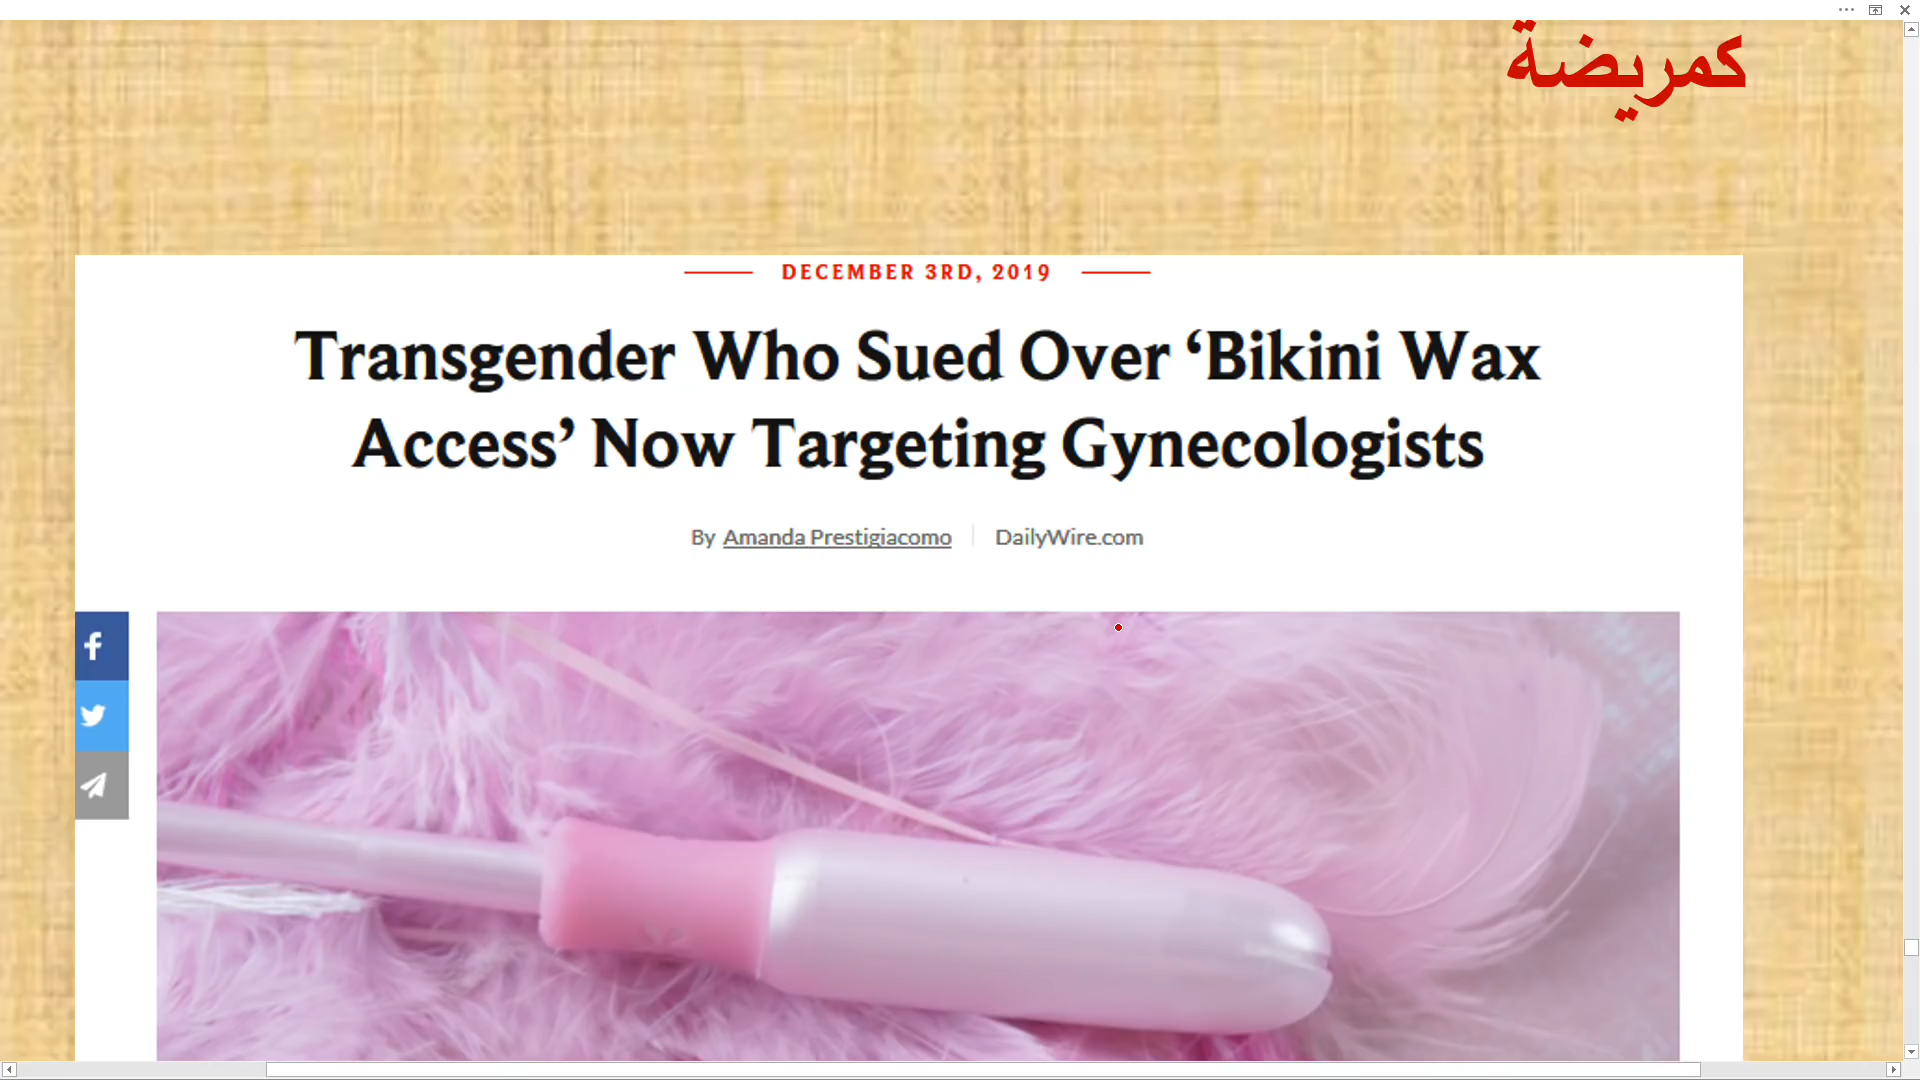 كمريضة
DECEMBER 3RD, 2019
Transgender Who Sued Over ‘Bikini Wax
Access’ Now Targeting Gynecologists
By Amanda Prestigiacomo | DailyWire.com